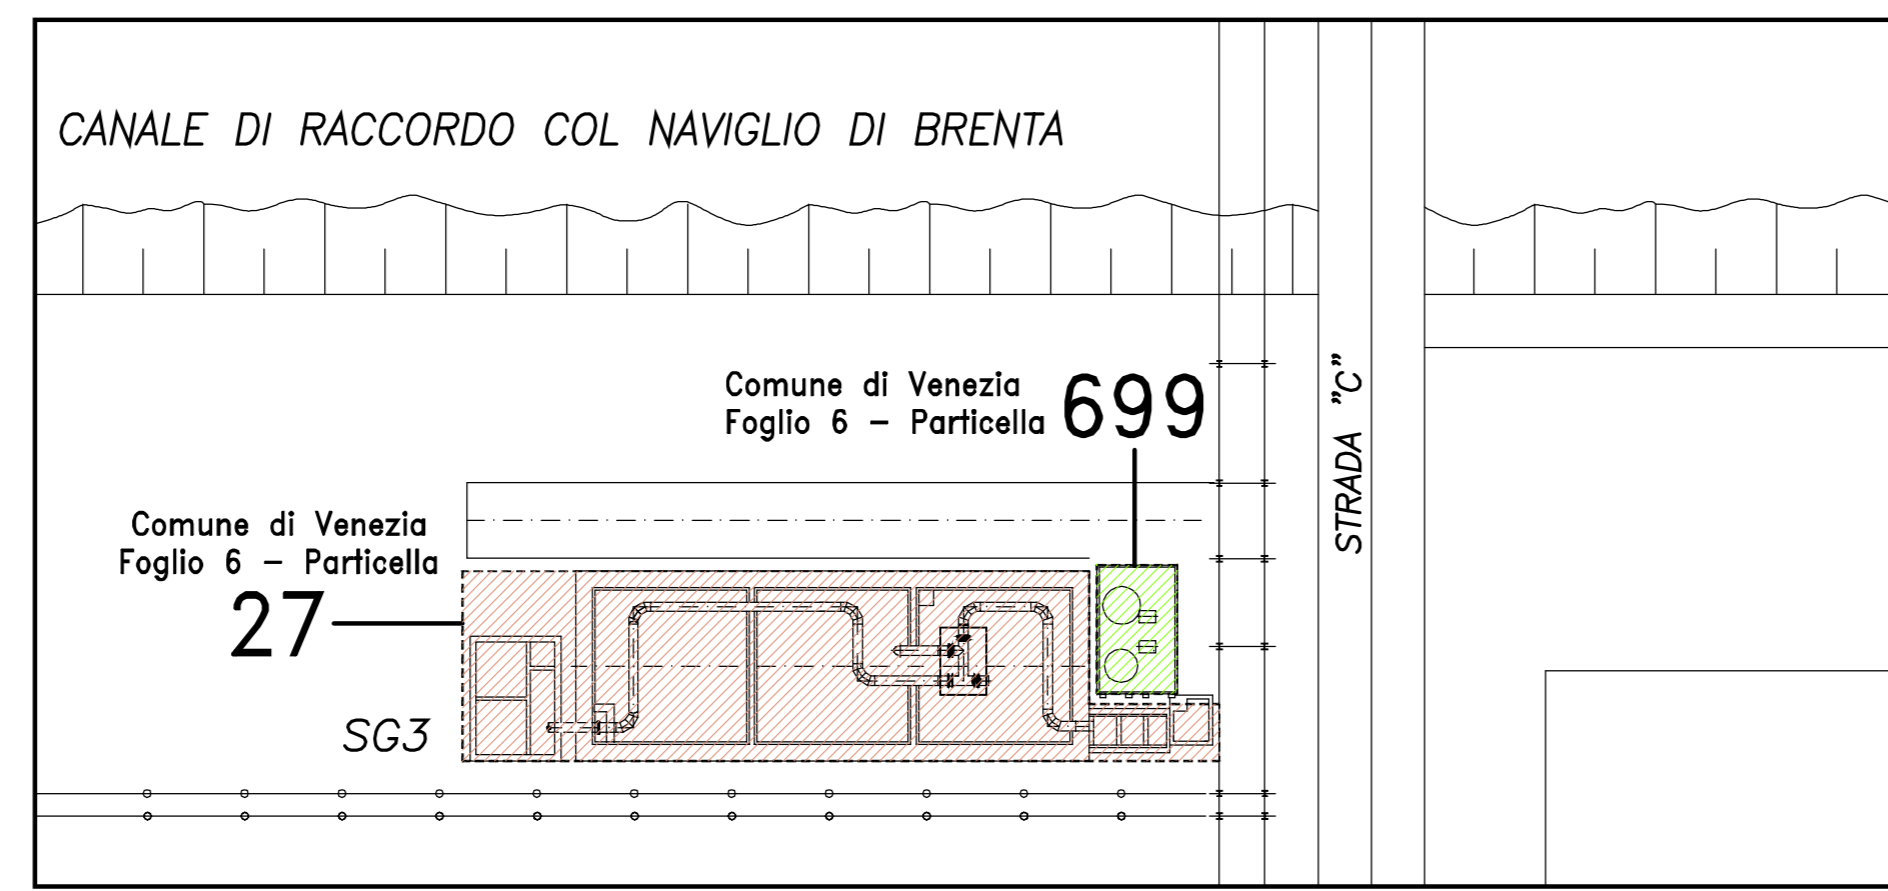 CANALE DI RACCORDO COL NAVIGLIO DI BRENTA
Comune di Venezia
Foglio 6 – Particella 699
Comune di Venezia
Foglio 6 – Particella
27
SG3
STRADA "C"